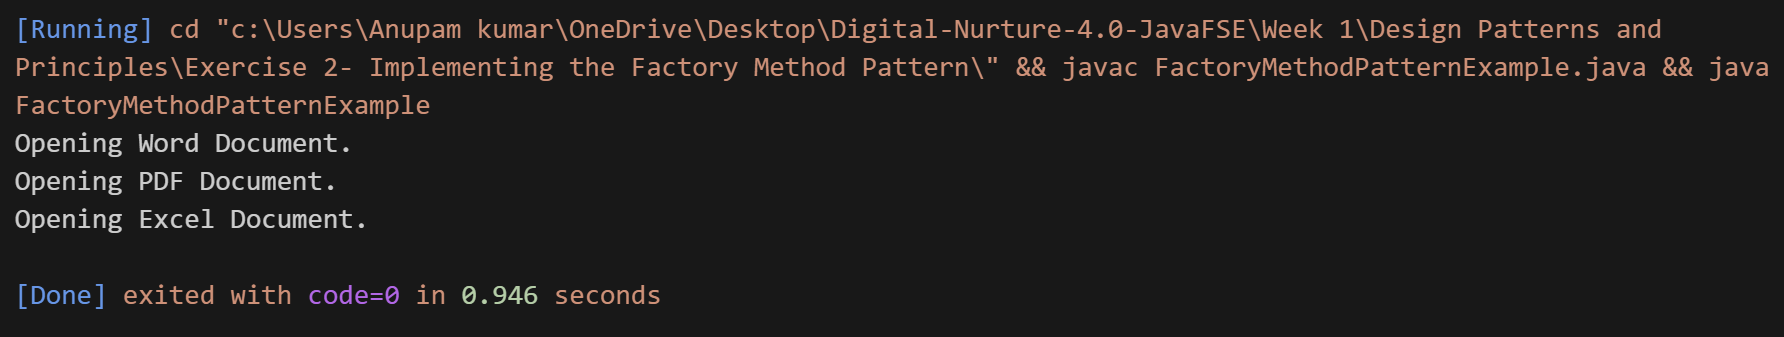 [Running] cd "c:\Users\Anupam kumar\OneDrive\Desktop\Digital-Nurture-4.0-JavaFSE\Week 1\Design Patterns and
Principles\Exercise 2- Implementing the Factory Method Pattern\" && javac FactoryMethodPatternExample.java && java
FactoryMethodPatternExample
Opening Word Document.
Opening PDF Document.
Opening Excel Document.
[Done] exited with code=0 in 0.946 seconds